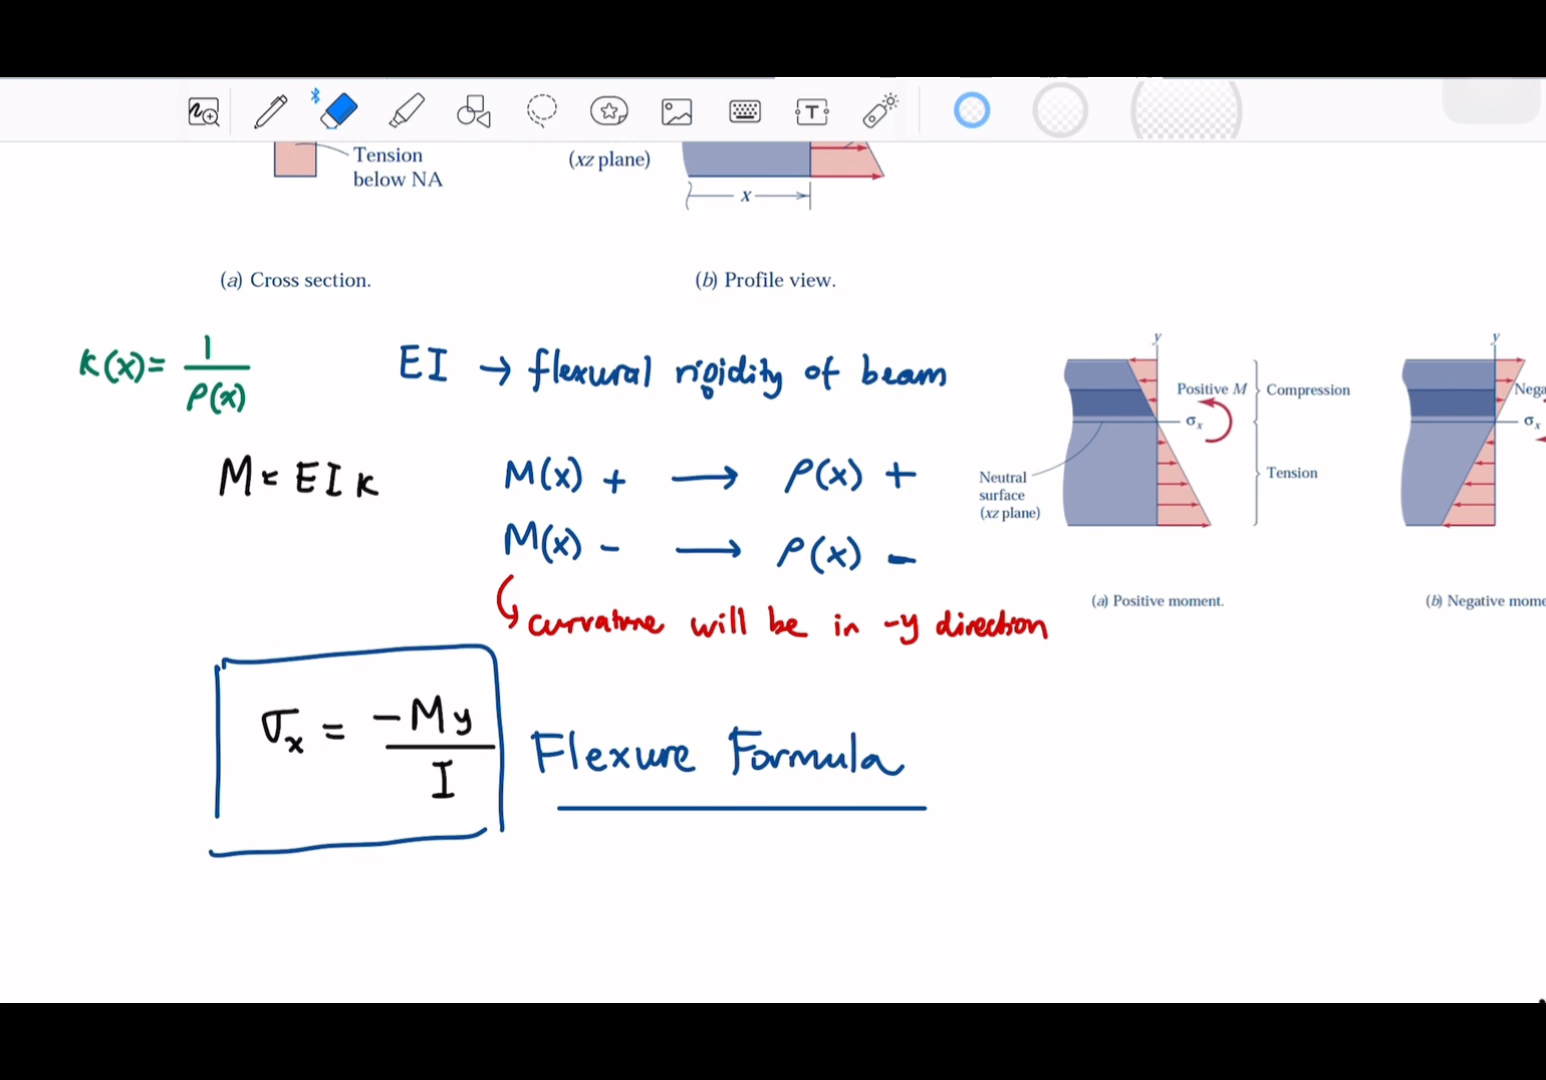 Tension
below NA
(xz plane)
x
(a) Cross section.
(b) Profile view.
K(x) = 1/ρ(x)
EI → flexural rigidity of beam
M = EIK
M(x) + ⟶ ρ(x) +
M(x) - ⟶ ρ(x) -
curvature will be in -y direction
σx = -My/I
Flexure Formula
y
Positive M
Compression
σx
Tension
Neutral
surface
(xz plane)
(a) Positive moment.
y
σx
(b) Negative